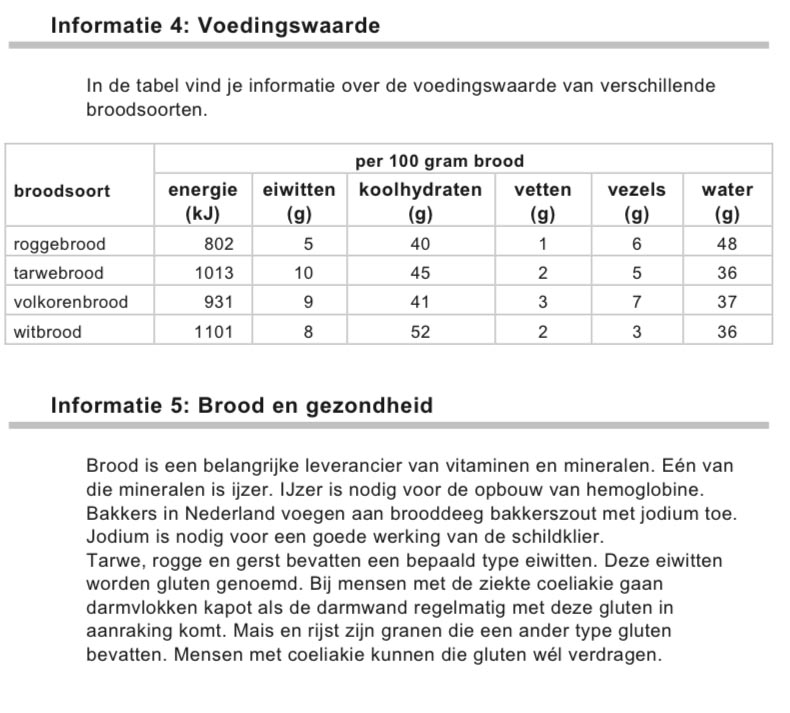 Informatie 4: Voedingswaarde
In de tabel vind je informatie over de voedingswaarde van verschillende
broodsoorten.
per 100 gram brood
broodsoort energie eiwitten koolhydraten vetten vezels water
(kJ) (g) (g) (g) (g) (g)
roggebrood 802 5 40 1 6 48
tarwebrood 1013 10 45 2 5 36
volkorenbrood 931 9 41 3 7 37
witbrood 1101 8 52 2 3 36
Informatie 5: Brood en gezondheid
Brood is een belangrijke leverancier van vitaminen en mineralen. Eén van
die mineralen is ijzer. IJzer is nodig voor de opbouw van hemoglobine.
Bakkers in Nederland voegen aan brooddeeg bakkerszout met jodium toe.
Jodium is nodig voor een goede werking van de schildklier.
Tarwe, rogge en gerst bevatten een bepaald type eiwitten. Deze eiwitten
worden gluten genoemd. Bij mensen met de ziekte coeliakie gaan
darmvlokken kapot als de darmwand regelmatig met deze gluten in
aanraking komt. Mais en rijst zijn granen die een ander type gluten
bevatten. Mensen met coeliakie kunnen die gluten wél verdragen.